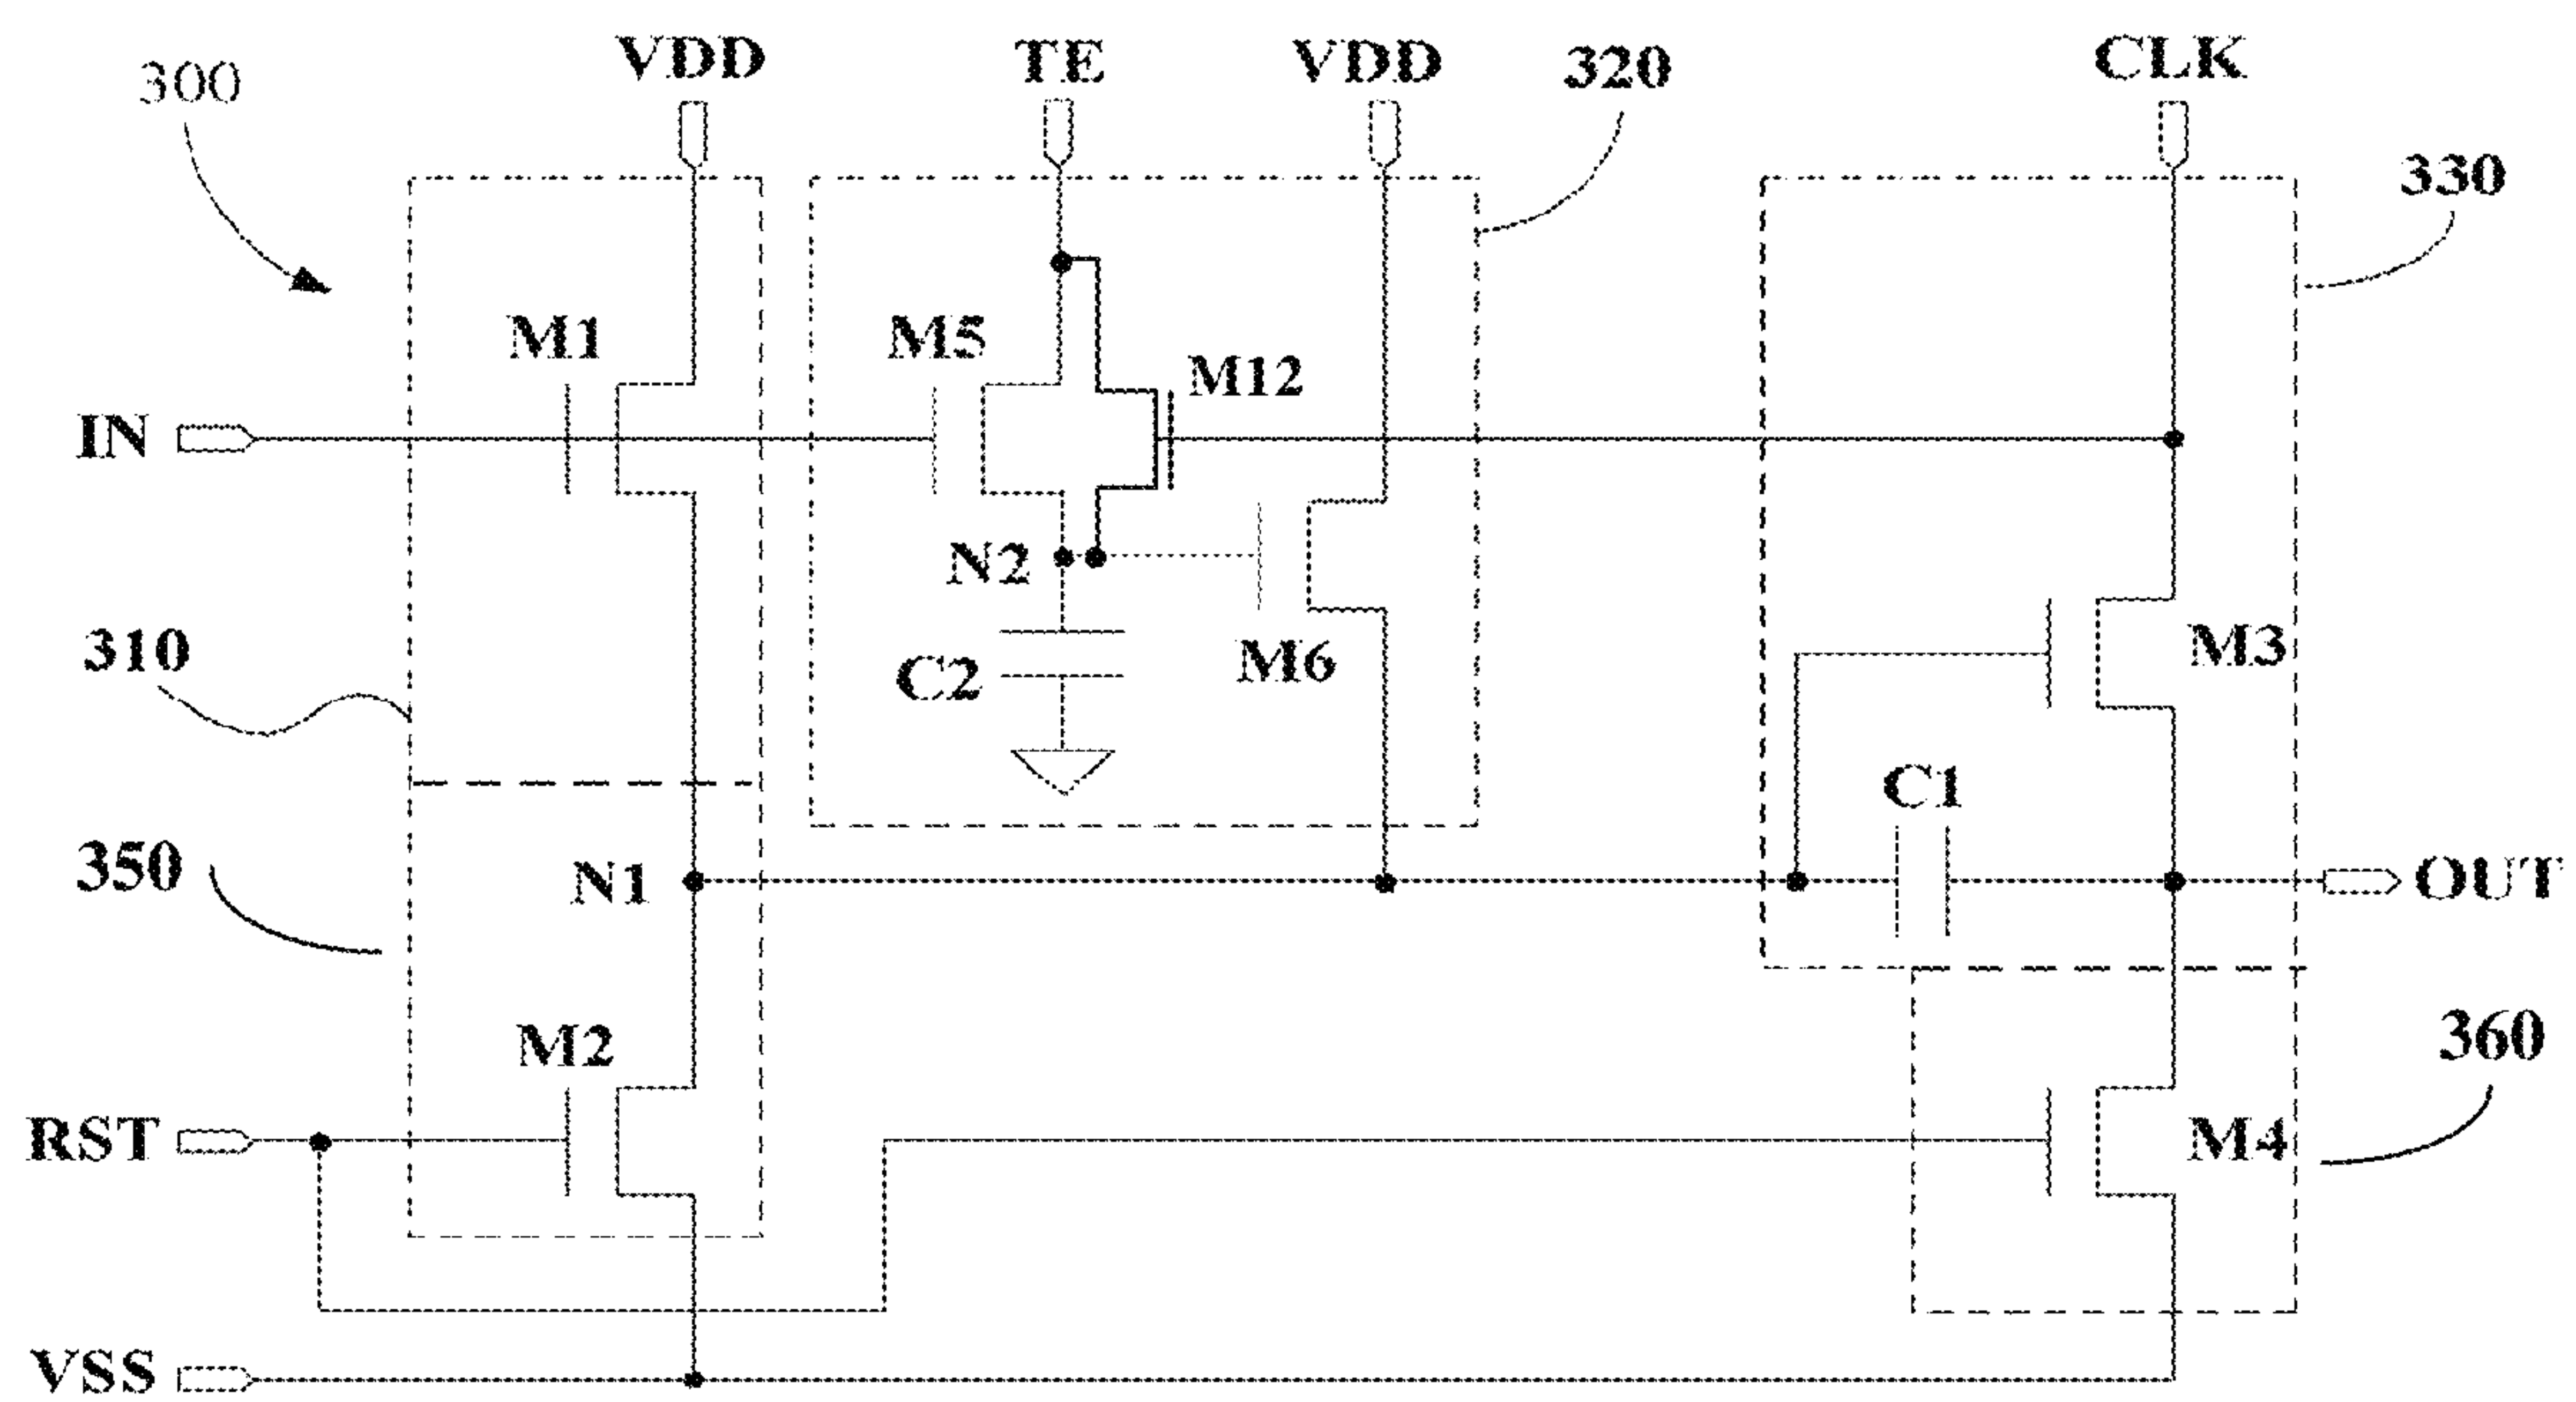 VDD TE VDD 320 CLK
300
330
M1 M5 M12
IN
N2
310 C2 M6 M3
C1
350 N1 OUT
M2 360
RST M4
VSS